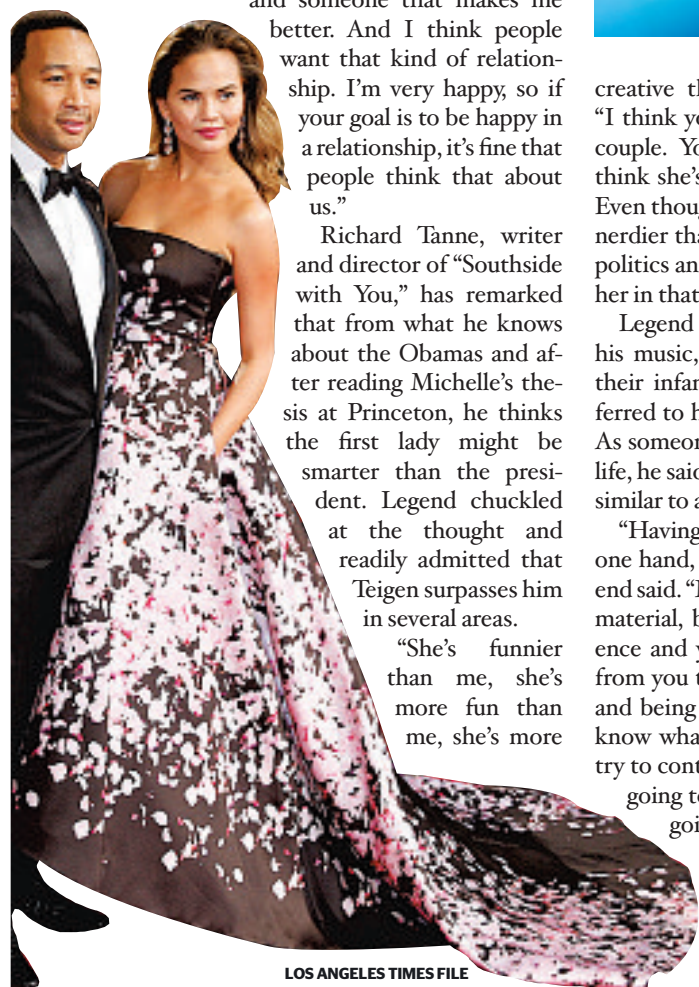 and someone that makes me
better. And I think people
want that kind of relation-
ship. I’m very happy, so if
your goal is to be happy in
a relationship, it’s fine that
people think that about
us.”
Richard Tanne, writer
and director of “Southside
with You,” has remarked
that from what he knows
about the Obamas and af-
ter reading Michelle’s the-
sis at Princeton, he thinks
the first lady might be
smarter than the presi-
dent. Legend chuckled
at the thought and
readily admitted that
Teigen surpasses him
in several areas.
“She’s funnier
than me, she’s
more fun than
me, she’s more
LOS ANGELES TIMES FILE
creative th
“I think yo
couple. Yo
think she’s
Even thoug
nerdier tha
politics an
her in that
Legend
his music,
their infan
ferred to h
As someon
life, he said
similar to a
“Having
one hand,
end said. “I
material, b
ence and y
from you t
and being
know wha
try to cont
going to
goi